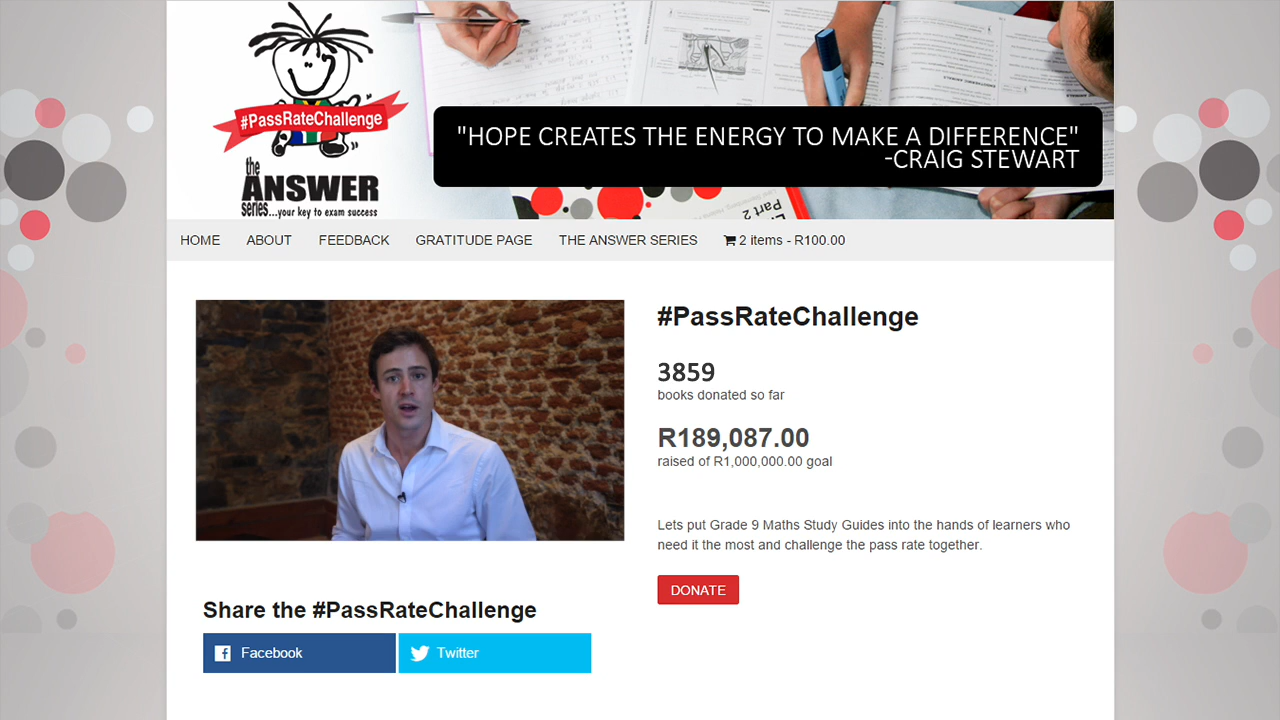 #PassRateChallenge
the
ANSWER
series...your key to exam success
"HOPE CREATES THE ENERGY TO MAKE A DIFFERENCE"
-CRAIG STEWART
Part 2
HOME ABOUT FEEDBACK GRATITUDE PAGE THE ANSWER SERIES 2 items - R100.00
#PassRateChallenge
3859
books donated so far
R189,087.00
raised of R1,000,000.00 goal
Lets put Grade 9 Maths Study Guides into the hands of learners who
need it the most and challenge the pass rate together.
DONATE
Share the #PassRateChallenge
Facebook Twitter